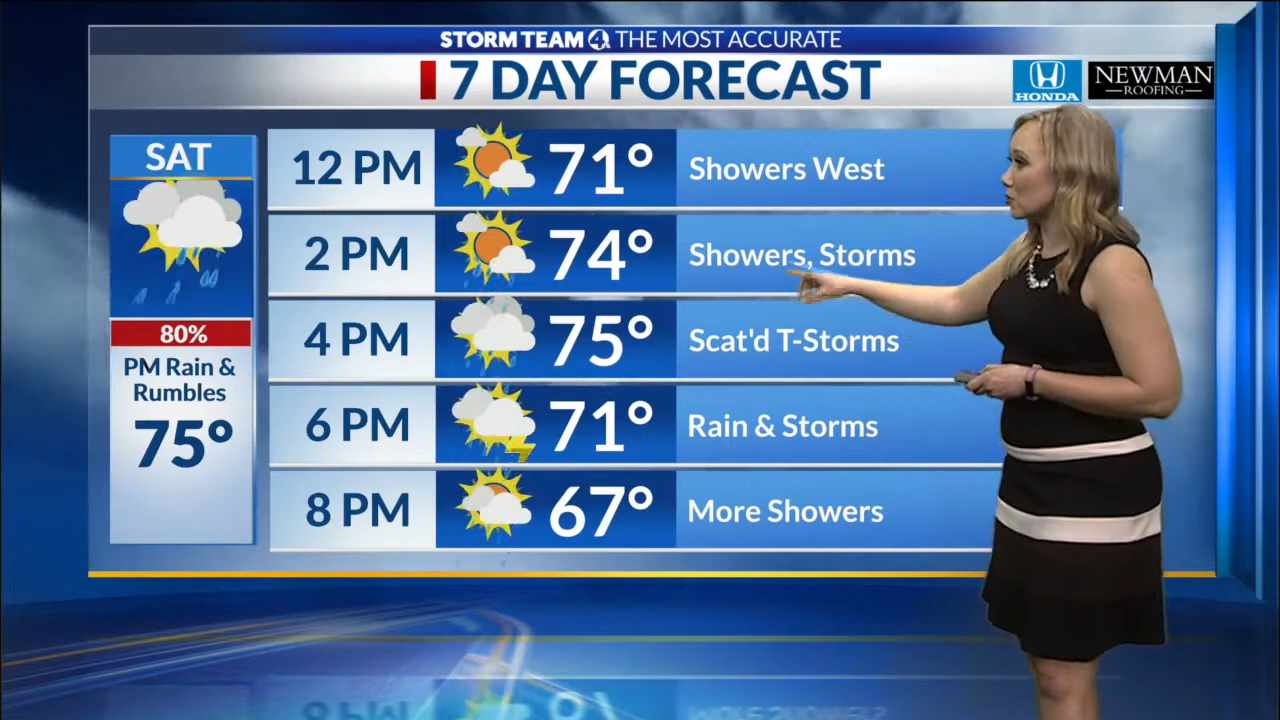 STORM TEAM 4 THE MOST ACCURATE
7 DAY FORECAST
HONDA
NEWMAN
ROOFING
SAT
80%
PM Rain &
Rumbles
75°
12 PM 71° Showers West
2 PM 74° Showers, Storms
4 PM 75° Scat'd T-Storms
6 PM 71° Rain & Storms
8 PM 67° More Showers